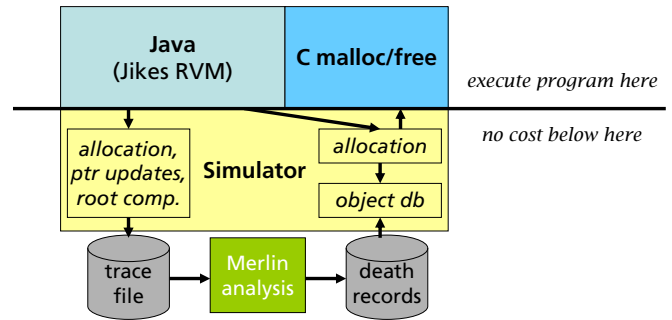 Java
(Jikes RVM)
C malloc/free
execute program here
no cost below here
allocation,
ptr updates,
root comp.
Simulator
allocation
object db
trace
file
Merlin
analysis
death
records